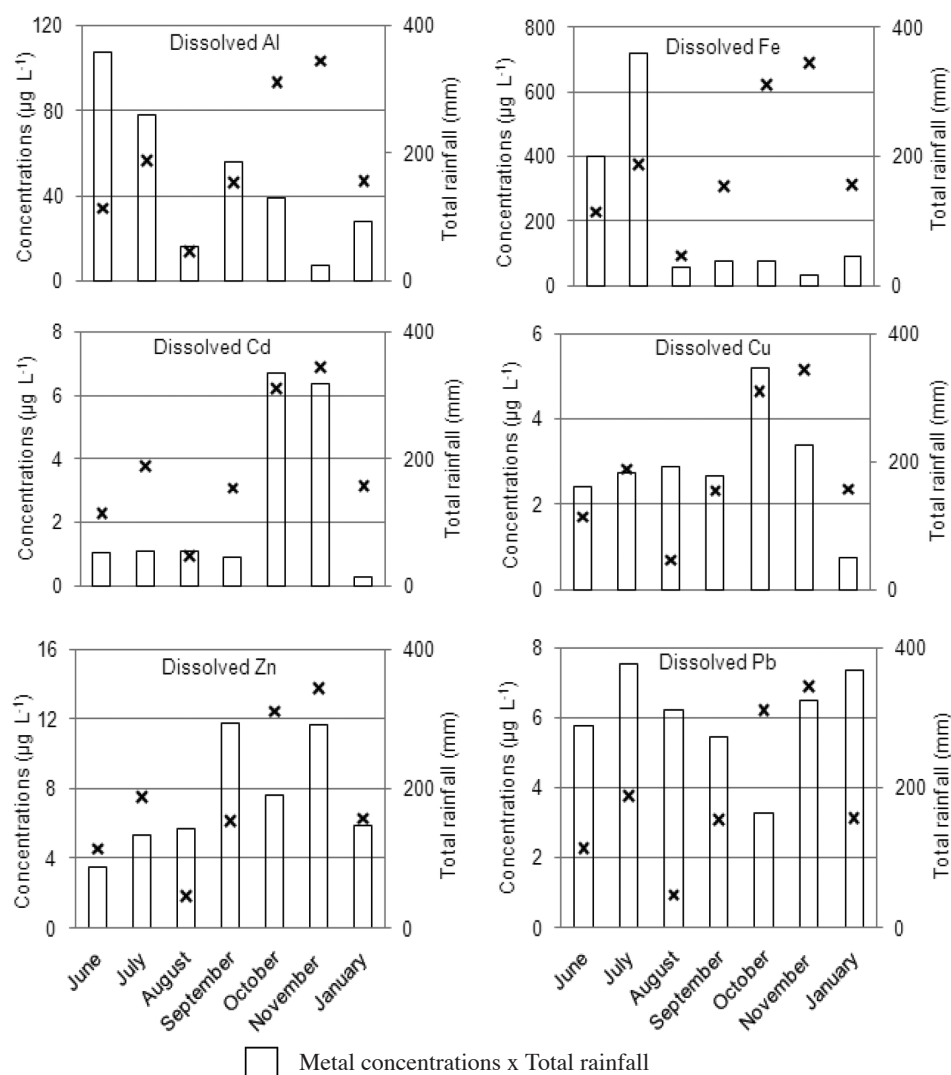 Dissolved Al
Concentrations (µg L⁻¹)
120
80
40
0
Total rainfall (mm)
400
200
0
Dissolved Fe
Concentrations (µg L⁻¹)
800
600
400
200
0
Total rainfall (mm)
400
200
0
Dissolved Cd
Concentrations (µg L⁻¹)
8
6
4
2
0
Total rainfall (mm)
400
200
0
Dissolved Cu
Concentrations (µg L⁻¹)
6
4
2
0
Total rainfall (mm)
400
200
0
Dissolved Zn
Concentrations (µg L⁻¹)
16
12
8
4
0
Total rainfall (mm)
400
200
0
June
July
August
September
October
November
January
Dissolved Pb
Concentrations (µg L⁻¹)
8
6
4
2
0
Total rainfall (mm)
400
200
0
June
July
August
September
October
November
January
Metal concentrations x Total rainfall